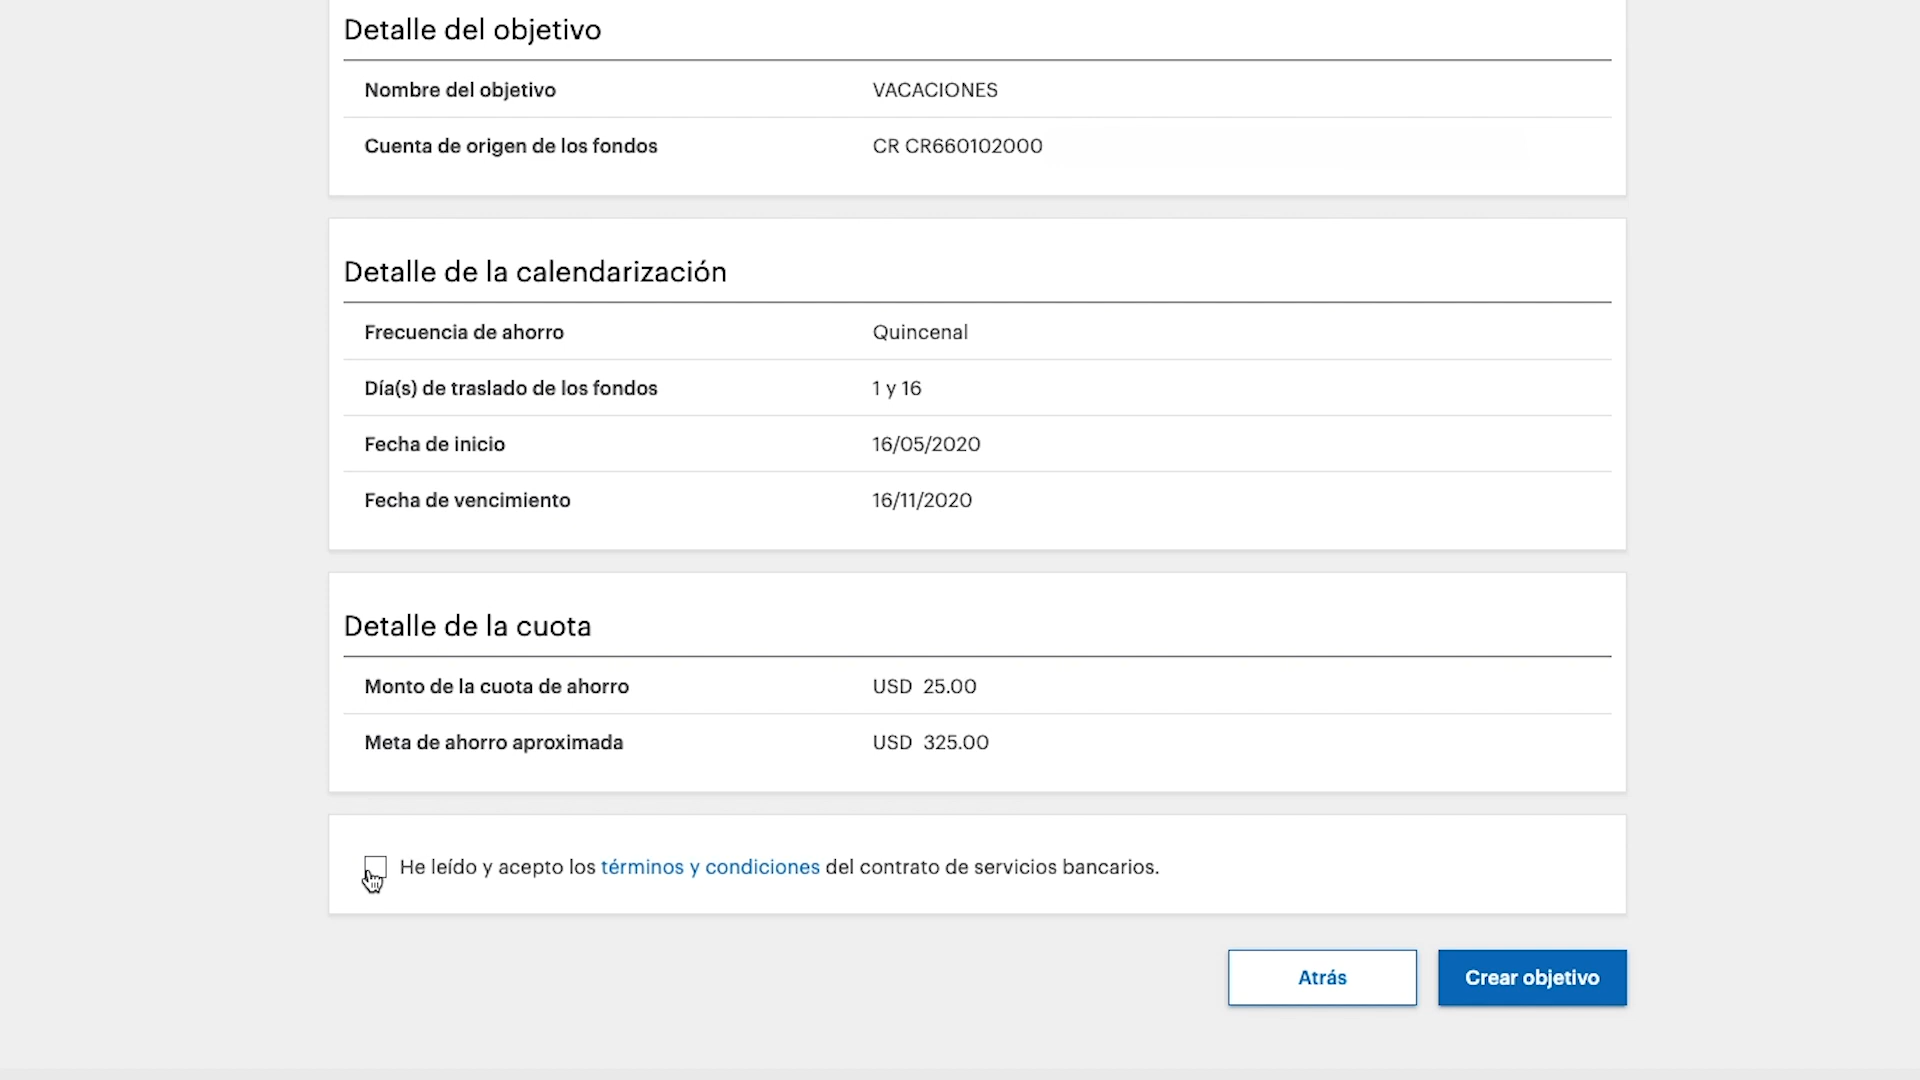 Detalle del objetivo
Nombre del objetivo VACACIONES
Cuenta de origen de los fondos CR CR660102000
Detalle de la calendarización
Frecuencia de ahorro Quincenal
Día(s) de traslado de los fondos 1 y 16
Fecha de inicio 16/05/2020
Fecha de vencimiento 16/11/2020
Detalle de la cuota
Monto de la cuota de ahorro USD 25.00
Meta de ahorro aproximada USD 325.00
He leído y acepto los términos y condiciones del contrato de servicios bancarios.
Atrás Crear objetivo